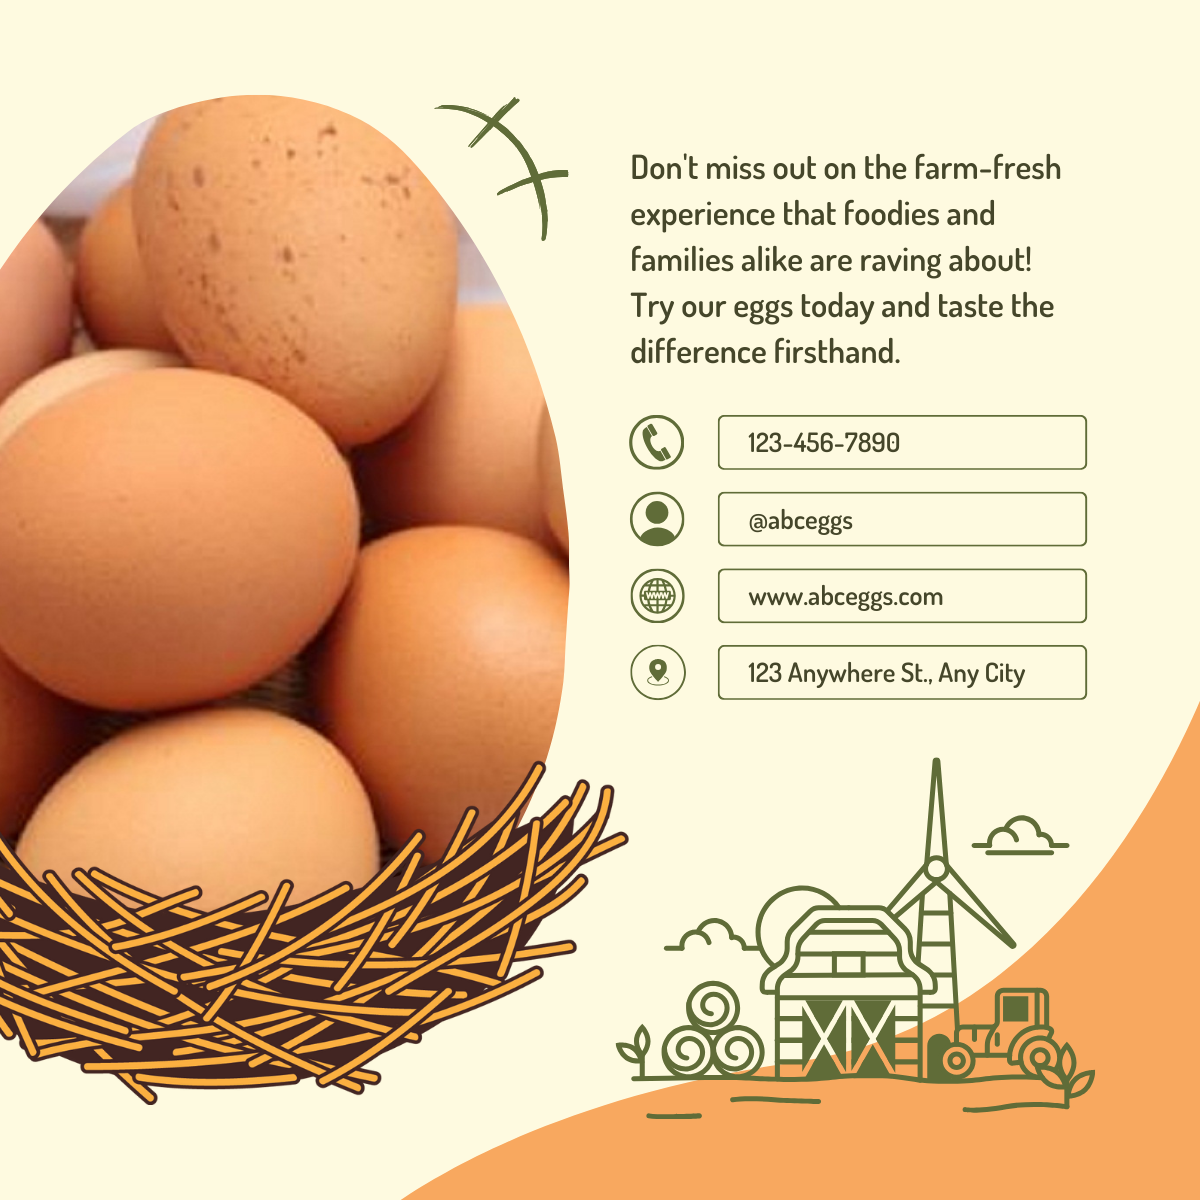 Don't miss out on the farm-fresh
experience that foodies and
families alike are raving about!
Try our eggs today and taste the
difference firsthand.
123-456-7890
@abceggs
www
www.abceggs.com
123 Anywhere St., Any City